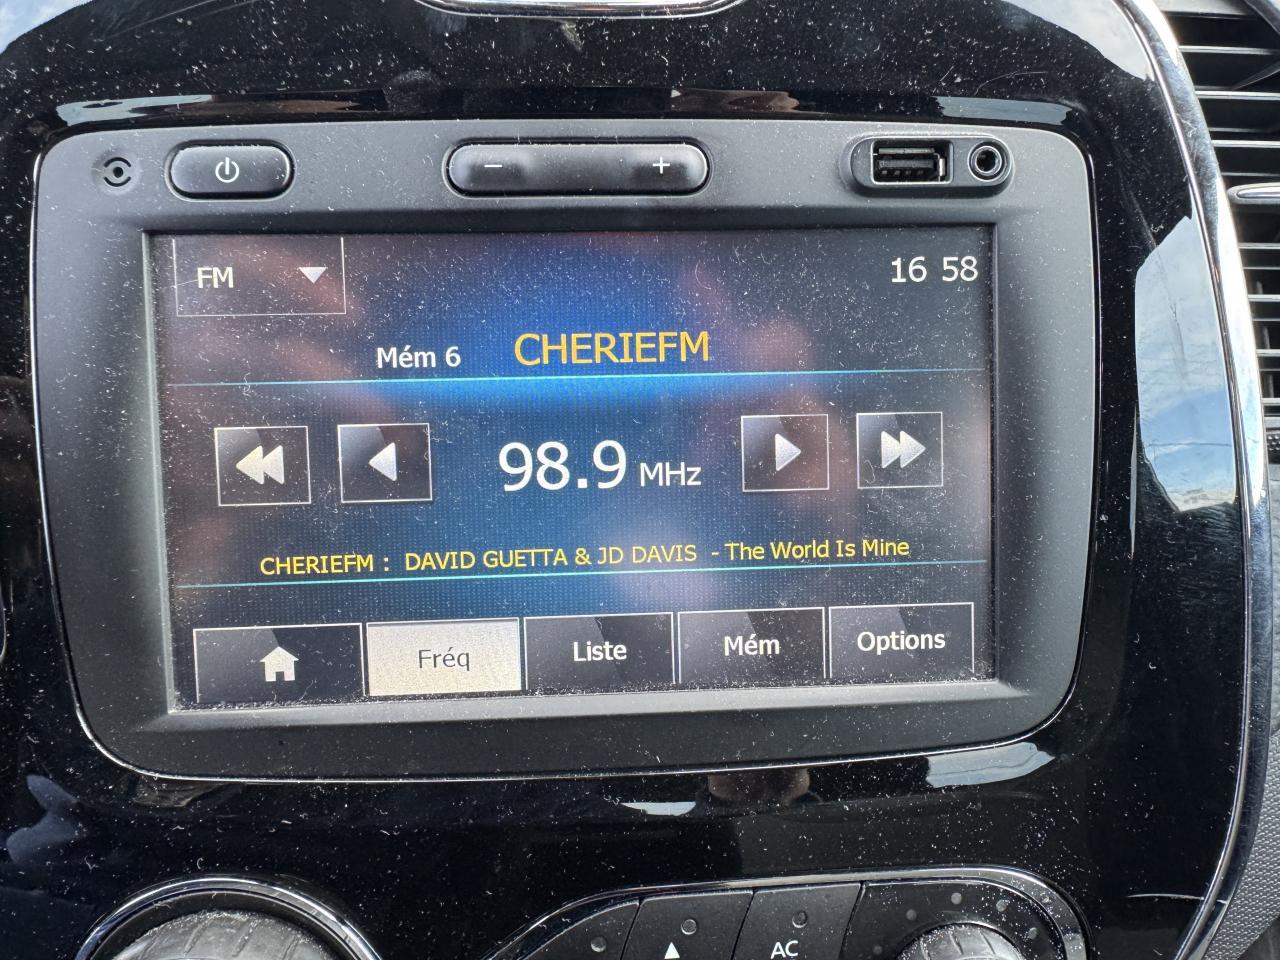 − +
FM 16 58
Mém 6 CHERIEFM
98.9 MHz
CHERIEFM : DAVID GUETTA & JD DAVIS - The World Is Mine
Fréq Liste Mém Options
AC